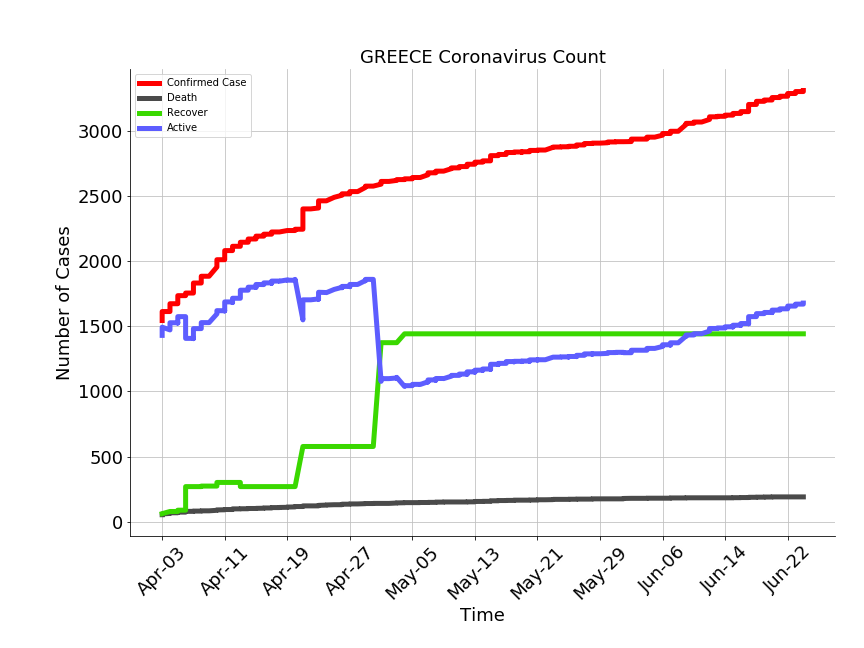 GREECE Coronavirus Count
Confirmed Case
Death
Recover
Active
Number of Cases
3000
2500
2000
1500
1000
500
0
Apr-03 Apr-11 Apr-19 Apr-27 May-05 May-13 May-21 May-29 Jun-06 Jun-14 Jun-22
Time